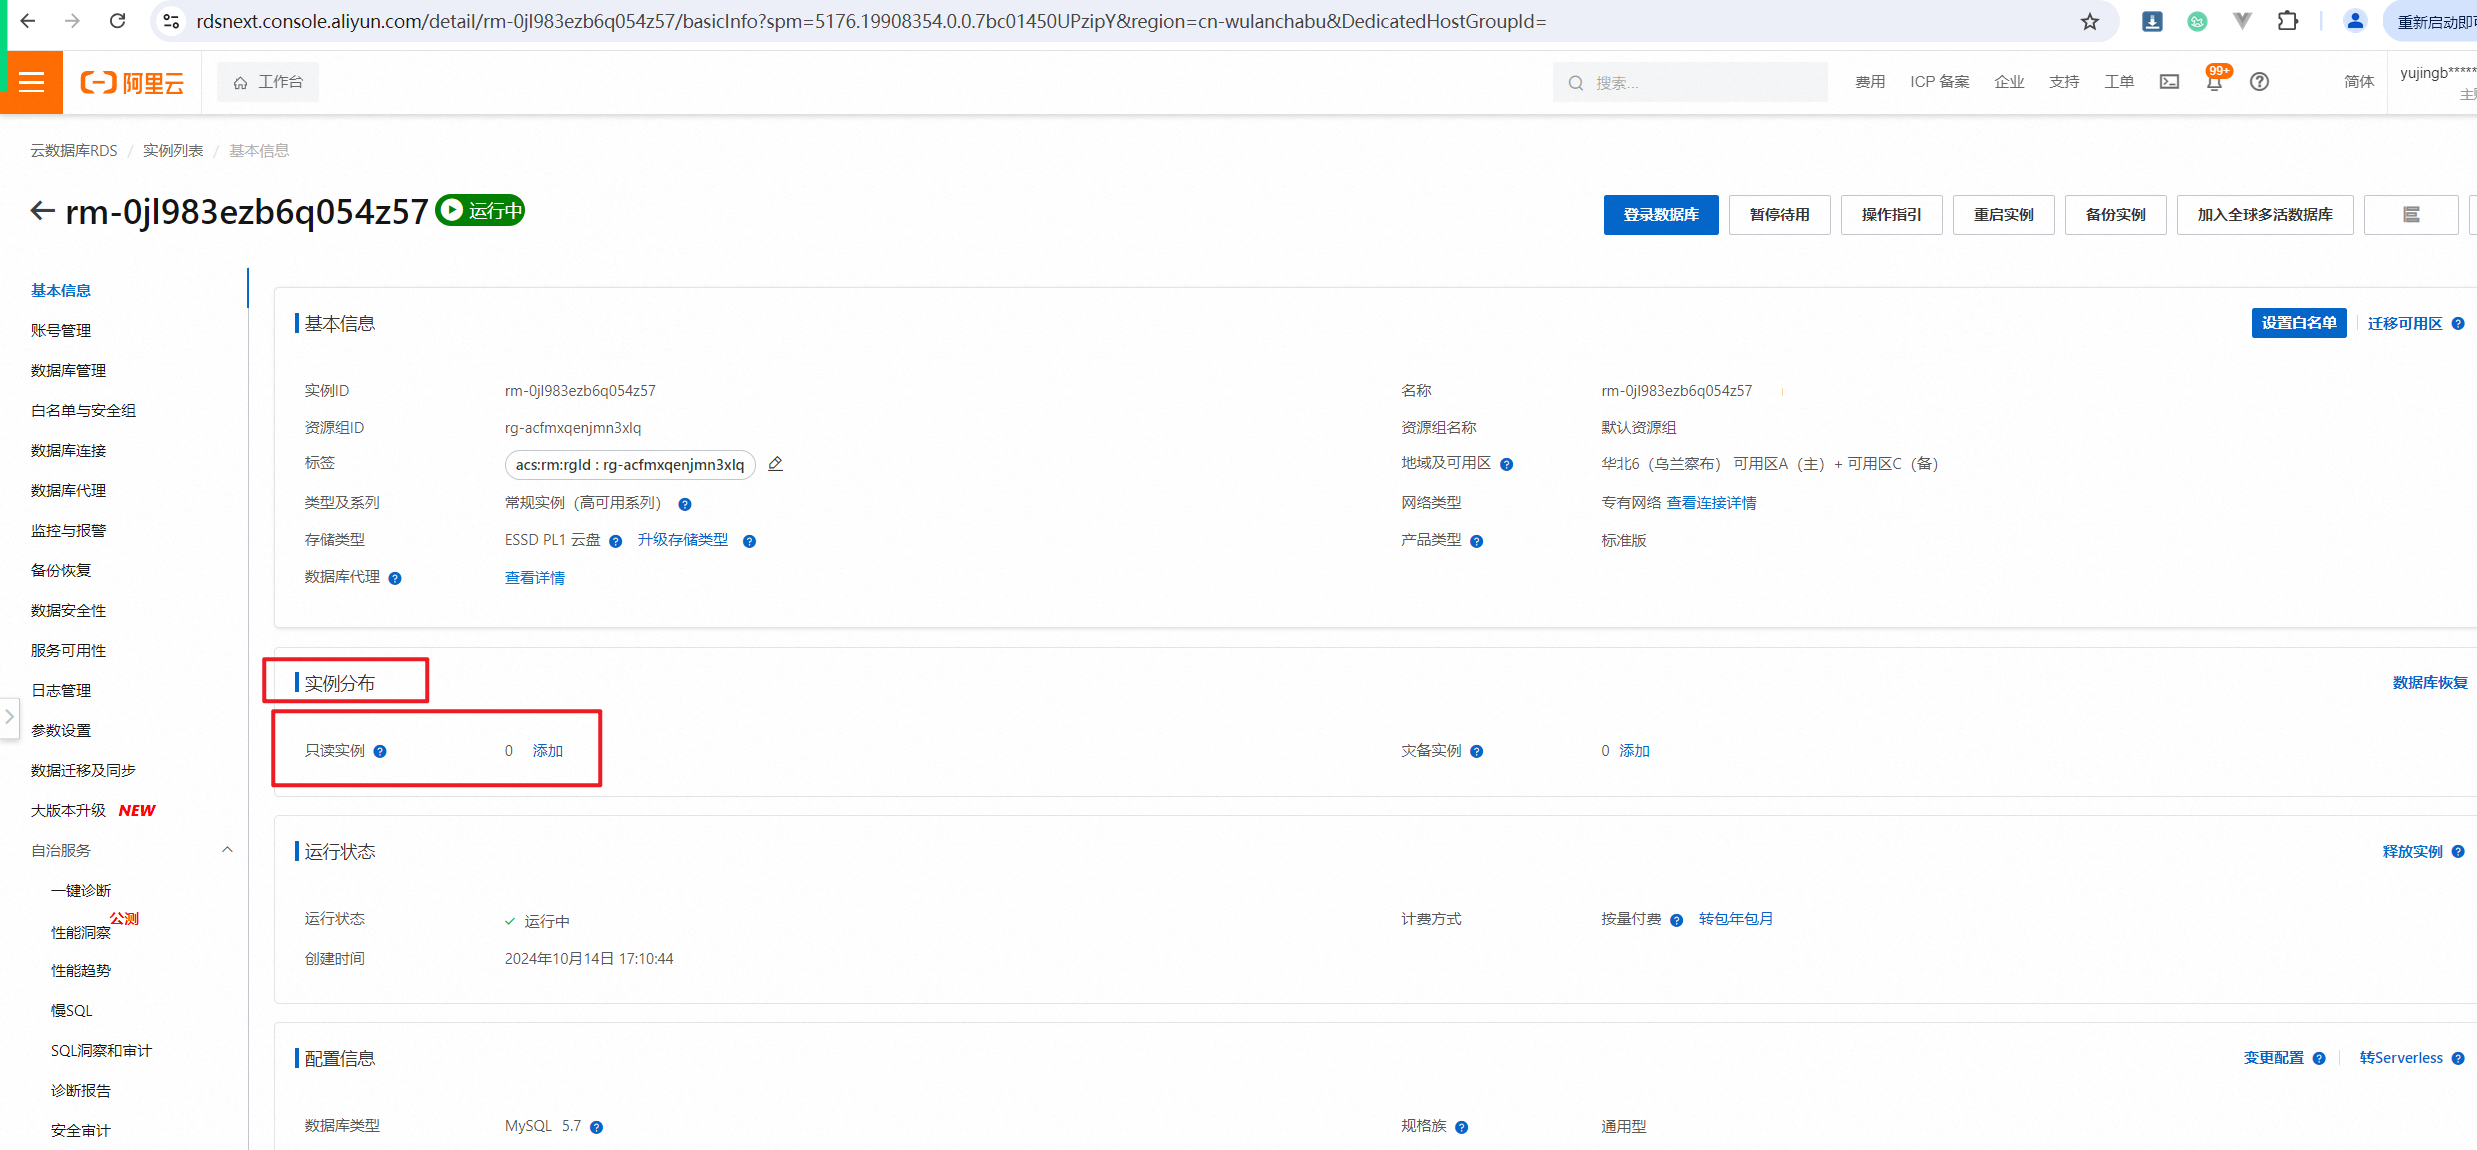 rdsnext.console.aliyun.com/detail/rm-0jl983ezb6q054z57/basicInfo?spm=5176.19908354.0.0.7bc01450UPzipY&region=cn-wulanchabu&DedicatedHostGroupId=
重新启动即可
阿里云
工作台
搜索...
费用
ICP 备案
企业
支持
工单
99+
简体
yujingb*****
云数据库RDS / 实例列表 / 基本信息
rm-0jl983ezb6q054z57 运行中
登录数据库
暂停待用
操作指引
重启实例
备份实例
加入全球多活数据库
基本信息
账号管理
数据库管理
白名单与安全组
数据库连接
数据库代理
监控与报警
备份恢复
数据安全性
服务可用性
日志管理
参数设置
数据迁移及同步
大版本升级 NEW
自治服务
一键诊断
性能洞察 公测
性能趋势
慢SQL
SQL洞察和审计
诊断报告
安全审计
基本信息
设置白名单 迁移可用区
实例ID rm-0jl983ezb6q054z57
名称 rm-0jl983ezb6q054z57
资源组ID rg-acfmxqenjmn3xlq
资源组名称 默认资源组
标签 acs:rm:rgId : rg-acfmxqenjmn3xlq
地域及可用区 华北6（乌兰察布） 可用区A（主）+ 可用区C（备）
类型及系列 常规实例（高可用系列）
网络类型 专有网络 查看连接详情
存储类型 ESSD PL1 云盘 升级存储类型
产品类型 标准版
数据库代理 查看详情
实例分布
数据库恢复
只读实例 0 添加
灾备实例 0 添加
运行状态
释放实例
运行状态 运行中
计费方式 按量付费 转包年包月
创建时间 2024年10月14日 17:10:44
配置信息
变更配置 转Serverless
数据库类型 MySQL 5.7
规格族 通用型